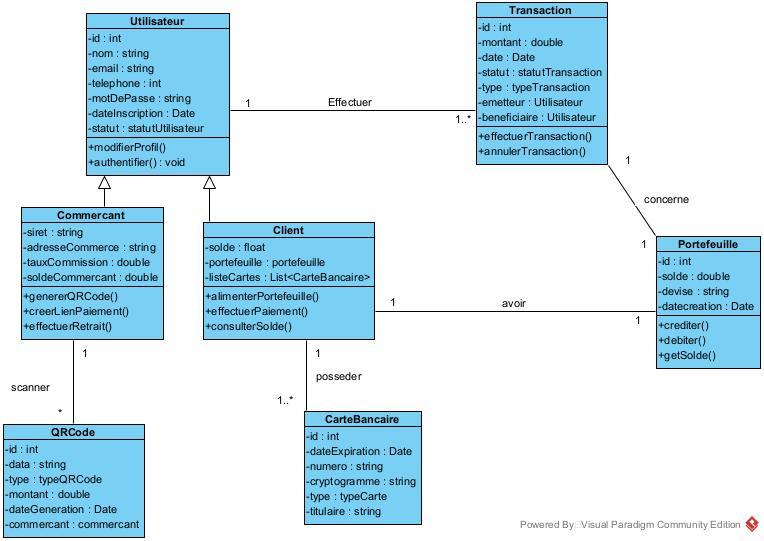 Utilisateur
-id : int
-nom : string
-email : string
-telephone : int
-motDePasse : string
-dateInscription : Date
-statut : statutUtilisateur
+modifierProfil()
+authentifier() : void
Transaction
-id : int
-montant : double
-date : Date
-statut : statutTransaction
-type : typeTransaction
-emetteur : Utilisateur
-beneficiaire : Utilisateur
+effectuerTransaction()
+annulerTransaction()
1
Effectuer
1..*
1
concerne
1
Commercant
-siret : string
-adresseCommerce : string
-tauxCommission : double
-soldeCommercant : double
+genererQRCode()
+creerLienPaiement()
+effectuerRetrait()
Client
-solde : float
-portefeuille : portefeuille
-listeCartes : List<CarteBancaire>
+alimenterPortefeuille()
+effectuerPaiement()
+consulterSolde()
Portefeuille
-id : int
-solde : double
-devise : string
-datecreation : Date
+crediter()
+debiter()
+getSolde()
1
avoir
1
1
scanner
*
1
posseder
1..*
QRCode
-id : int
-data : string
-type : typeQRCode
-montant : double
-dateGeneration : Date
-commercant : commercant
CarteBancaire
-id : int
-dateExpiration : Date
-numero : string
-cryptogramme : string
-type : typeCarte
-titulaire : string
Powered By Visual Paradigm Community Edition